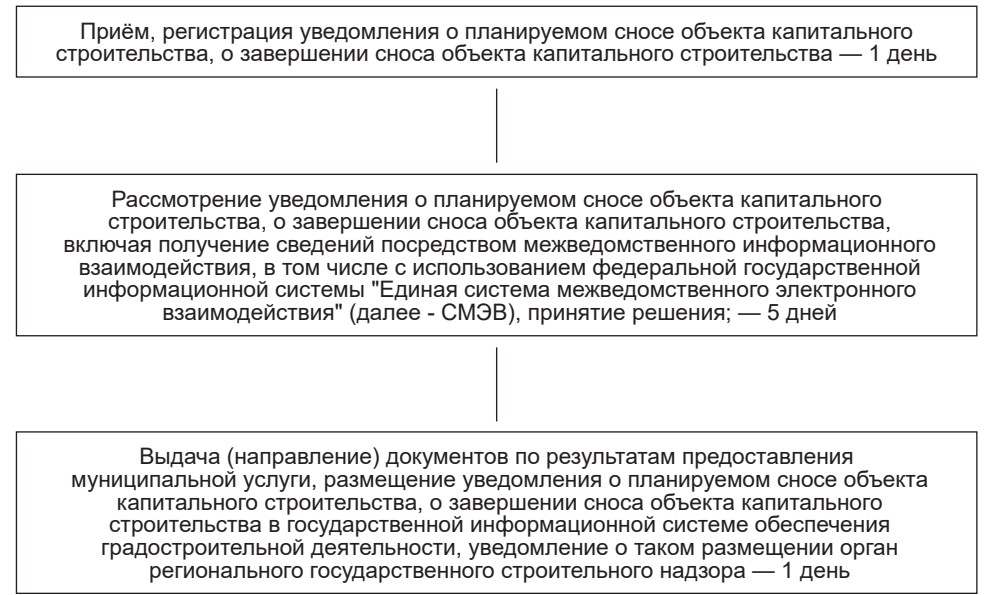 Приём, регистрация уведомления о планируемом сносе объекта капитального
строительства, о завершении сноса объекта капитального строительства — 1 день
Рассмотрение уведомления о планируемом сносе объекта капитального
строительства, о завершении сноса объекта капитального строительства,
включая получение сведений посредством межведомственного информационного
взаимодействия, в том числе с использованием федеральной государственной
информационной системы "Единая система межведомственного электронного
взаимодействия" (далее - СМЭВ), принятие решения; — 5 дней
Выдача (направление) документов по результатам предоставления
муниципальной услуги, размещение уведомления о планируемом сносе объекта
капитального строительства, о завершении сноса объекта капитального
строительства в государственной информационной системе обеспечения
градостроительной деятельности, уведомление о таком размещении орган
регионального государственного строительного надзора — 1 день